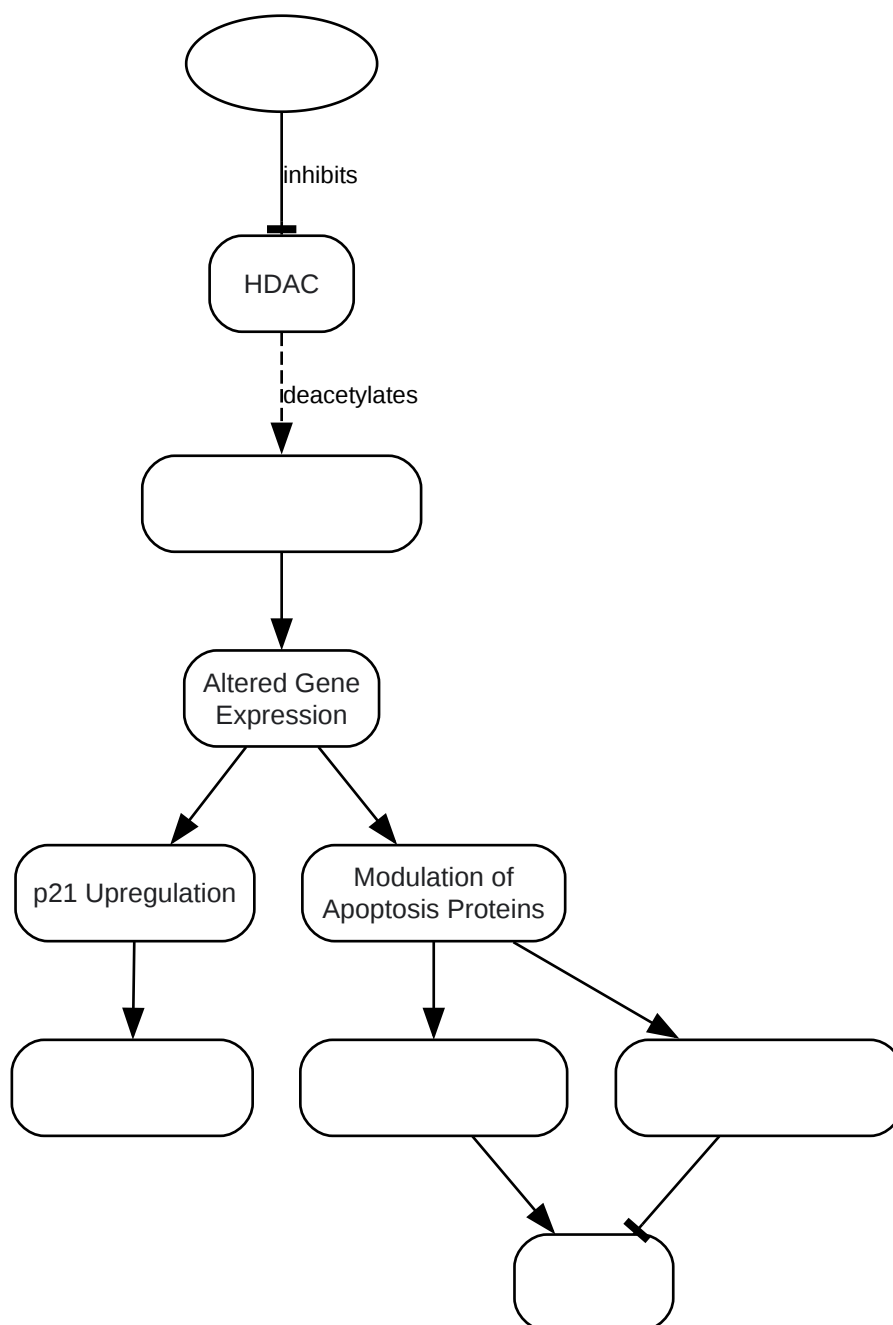 inhibits
HDAC
deacetylates
Altered Gene
Expression
p21 Upregulation
Modulation of
Apoptosis Proteins